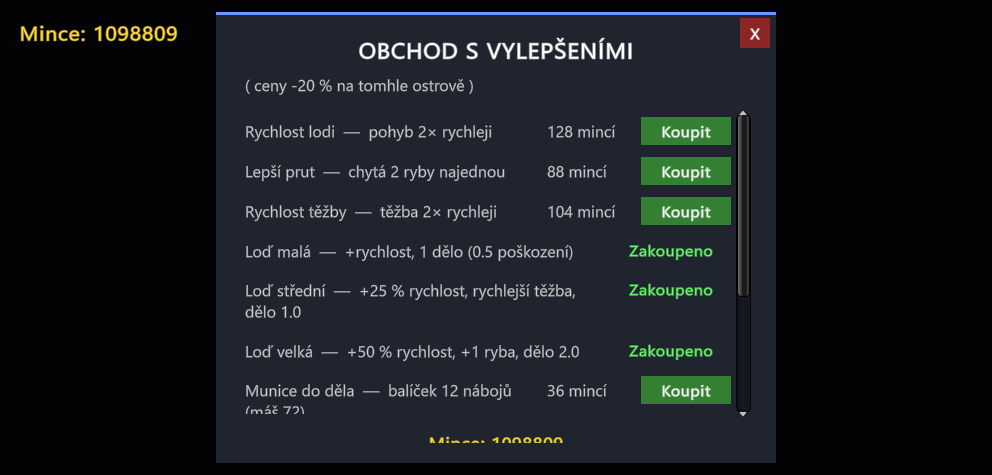 Mince: 1098809
X
OBCHOD S VYLEPŠENÍMI
( ceny -20 % na tomhle ostrově )
Rychlost lodi — pohyb 2× rychleji 128 mincí Koupit
Lepší prut — chytá 2 ryby najednou 88 mincí Koupit
Rychlost těžby — těžba 2× rychleji 104 mincí Koupit
Loď malá — +rychlost, 1 dělo (0.5 poškození) Zakoupeno
Loď střední — +25 % rychlost, rychlejší těžba, Zakoupeno
dělo 1.0
Loď velká — +50 % rychlost, +1 ryba, dělo 2.0 Zakoupeno
Munice do děla — balíček 12 nábojů 36 mincí Koupit
(máš 72)
Mince: 1098809